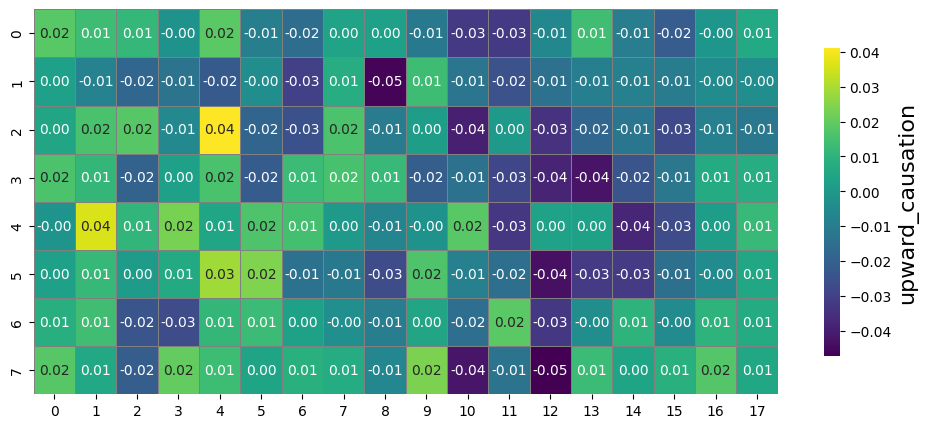 0 0.02 0.01 0.01 -0.00 0.02 -0.01 -0.02 0.00 0.00 -0.01 -0.03 -0.03 -0.01 0.01 -0.01 -0.02 -0.00 0.01
1 0.00 -0.01 -0.02 -0.01 -0.02 -0.00 -0.03 0.01 -0.05 0.01 -0.01 -0.02 -0.01 -0.01 -0.01 -0.01 -0.00 -0.00
2 0.00 0.02 0.02 -0.01 0.04 -0.02 -0.03 0.02 -0.01 0.00 -0.04 0.00 -0.03 -0.02 -0.01 -0.03 -0.01 -0.01
3 0.02 0.01 -0.02 0.00 0.02 -0.02 0.01 0.02 0.01 -0.02 -0.01 -0.03 -0.04 -0.04 -0.02 -0.01 0.01 0.01
4 -0.00 0.04 0.01 0.02 0.01 0.02 0.01 0.00 -0.01 -0.00 0.02 -0.03 0.00 0.00 -0.04 -0.03 0.00 0.01
5 0.00 0.01 0.00 0.01 0.03 0.02 -0.01 -0.01 -0.03 0.02 -0.01 -0.02 -0.04 -0.03 -0.03 -0.01 -0.00 0.01
6 0.01 0.01 -0.02 -0.03 0.01 0.01 0.00 -0.00 -0.01 0.00 -0.02 0.02 -0.03 -0.00 0.01 -0.00 0.01 0.01
7 0.02 0.01 -0.02 0.02 0.01 0.00 0.01 0.01 -0.01 0.02 -0.04 -0.01 -0.05 0.01 0.00 0.01 0.02 0.01
0 1 2 3 4 5 6 7 8 9 10 11 12 13 14 15 16 17
0.04
0.03
0.02
0.01
0.00
−0.01
−0.02
−0.03
−0.04
upward_causation